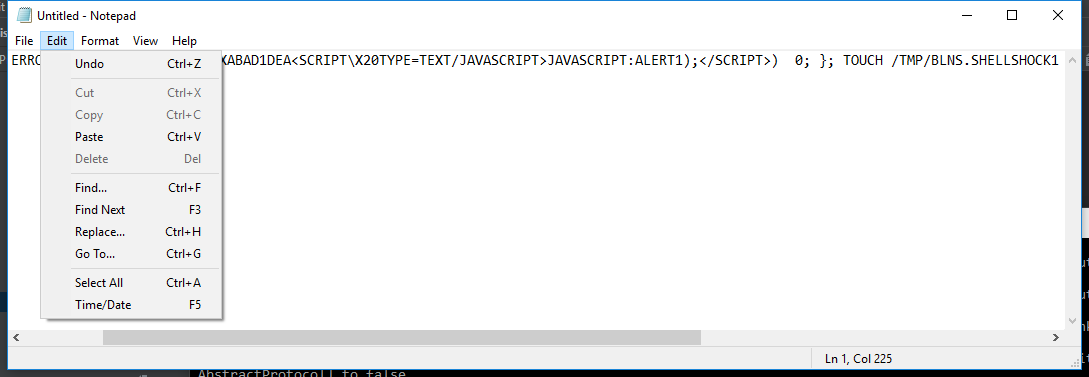 Untitled - Notepad
File Edit Format View Help
ERRO XABAD1DEA<SCRIPT\X20TYPE=TEXT/JAVASCRIPT>JAVASCRIPT:ALERT1);</SCRIPT>)  0; }; TOUCH /TMP/BLNS.SHELLSHOCK1
Undo Ctrl+Z
Cut Ctrl+X
Copy Ctrl+C
Paste Ctrl+V
Delete Del
Find... Ctrl+F
Find Next F3
Replace... Ctrl+H
Go To... Ctrl+G
Select All Ctrl+A
Time/Date F5
Ln 1, Col 225
AbstractProtocol] to false